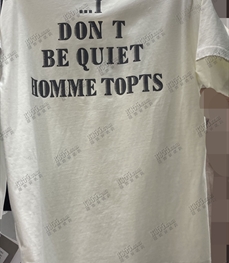 ...I
DON T
BE QUIET
HOMME TOPTS